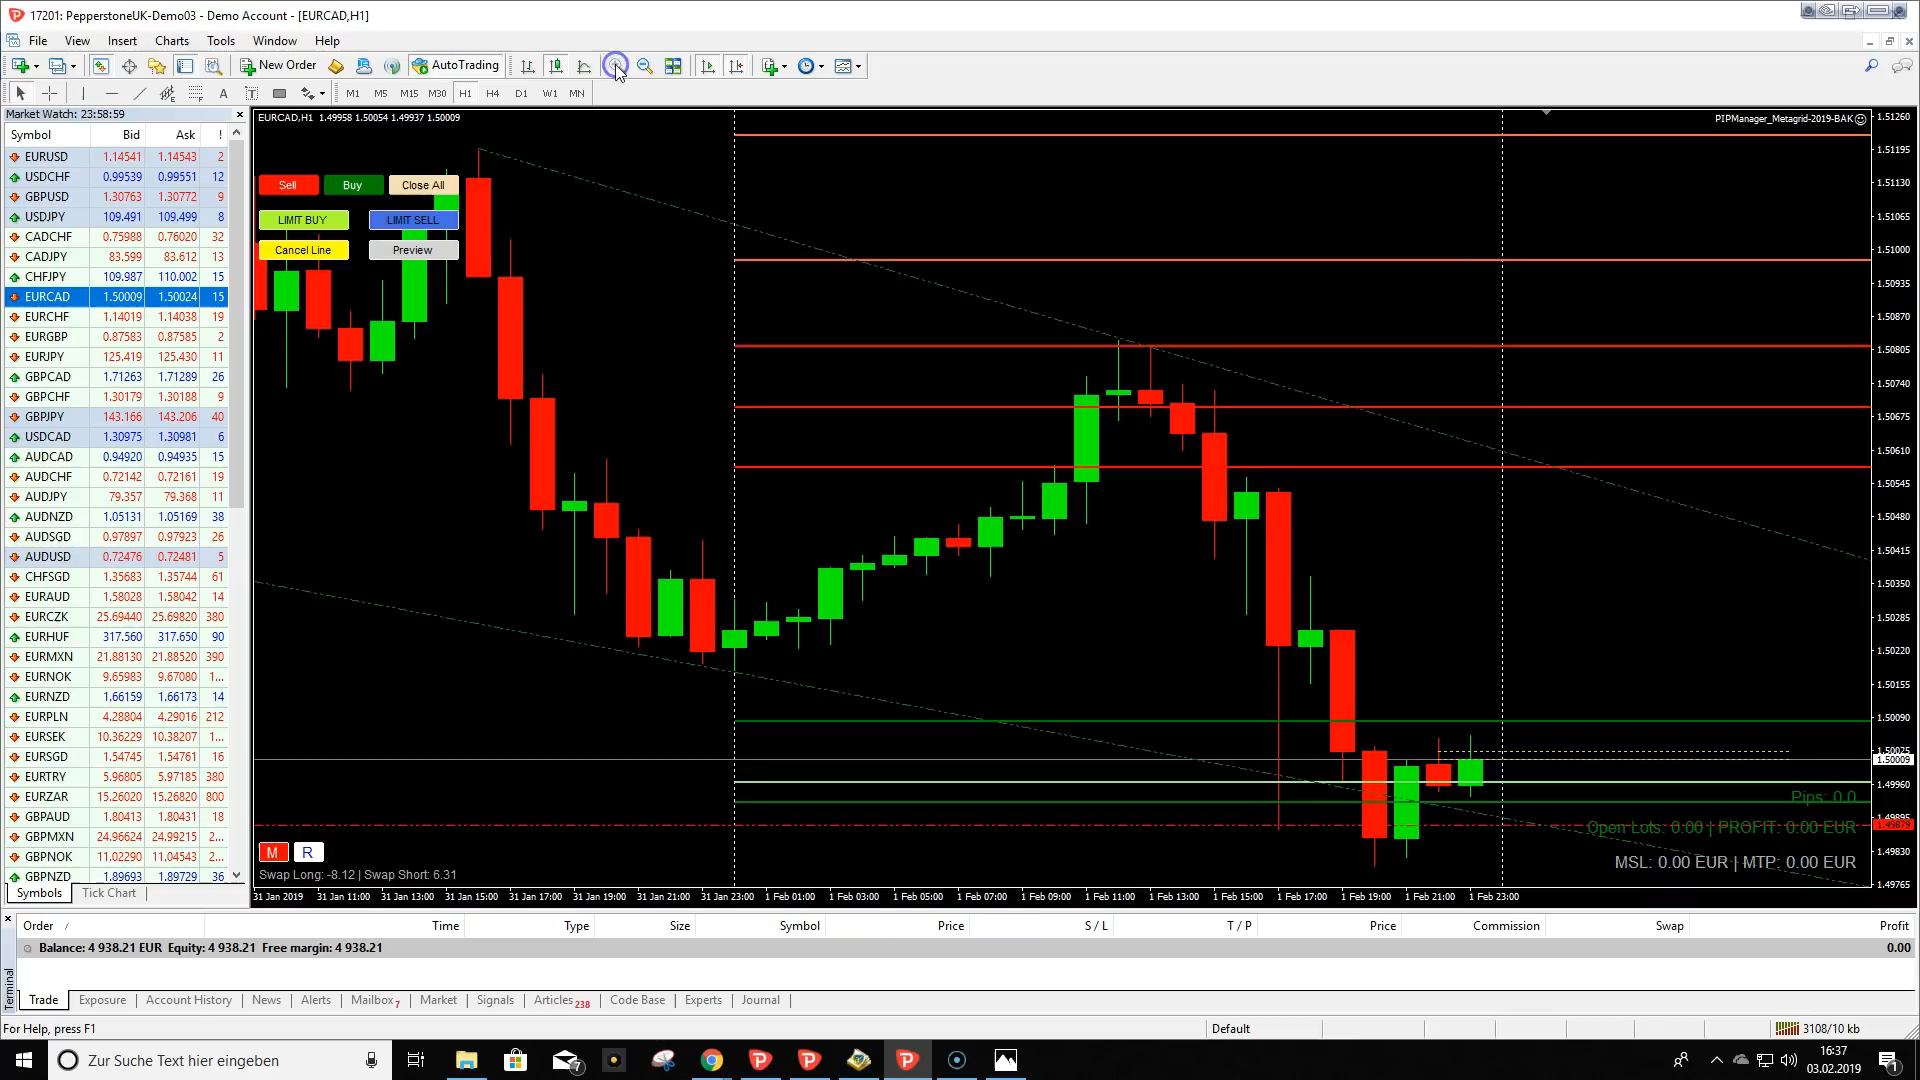 17201: PepperstoneUK-Demo03 - Demo Account - [EURCAD,H1]
File View Insert Charts Tools Window Help
New Order AutoTrading
A T M1 M5 M15 M30 H1 H4 D1 W1 MN
Market Watch: 23:58:59
Symbol Bid Ask !
EURUSD 1.14541 1.14543 2
USDCHF 0.99539 0.99551 12
GBPUSD 1.30763 1.30772 9
USDJPY 109.491 109.499 8
CADCHF 0.75988 0.76020 32
CADJPY 83.599 83.612 13
CHFJPY 109.987 110.002 15
EURCAD 1.50009 1.50024 15
EURCHF 1.14019 1.14038 19
EURGBP 0.87583 0.87585 2
EURJPY 125.419 125.430 11
GBPCAD 1.71263 1.71289 26
GBPCHF 1.30179 1.30188 9
GBPJPY 143.166 143.206 40
USDCAD 1.30975 1.30981 6
AUDCAD 0.94920 0.94935 15
AUDCHF 0.72142 0.72161 19
AUDJPY 79.357 79.368 11
AUDNZD 1.05131 1.05169 38
AUDSGD 0.97897 0.97923 26
AUDUSD 0.72476 0.72481 5
CHFSGD 1.35683 1.35744 61
EURAUD 1.58028 1.58042 14
EURCZK 25.69440 25.69820 380
EURHUF 317.560 317.650 90
EURMXN 21.88130 21.88520 390
EURNOK 9.65983 9.67080 1...
EURNZD 1.66159 1.66173 14
EURPLN 4.28804 4.29016 212
EURSEK 10.36229 10.38207 1...
EURSGD 1.54745 1.54761 16
EURTRY 5.96805 5.97185 380
EURZAR 15.26020 15.26820 800
GBPAUD 1.80413 1.80431 18
GBPMXN 24.96624 24.99215 2...
GBPNOK 11.02290 11.04543 2...
GBPNZD 1.89693 1.89729 36
Symbols Tick Chart
EURCAD,H1 1.49958 1.50054 1.49937 1.50009
PIPManager_Metagrid-2019-BAK
Sell Buy Close All
LIMIT BUY LIMIT SELL
Cancel Line Preview
1.51260
1.51195
1.51130
1.51065
1.51000
1.50935
1.50870
1.50805
1.50740
1.50675
1.50610
1.50545
1.50480
1.50415
1.50350
1.50285
1.50220
1.50155
1.50090
1.50025
1.50009
1.49960
1.49895
1.49879
1.49830
1.49765
Pips: 0.0
Open Lots: 0.00 | PROFIT: 0.00 EUR
MSL: 0.00 EUR | MTP: 0.00 EUR
M R
Swap Long: -8.12 | Swap Short: 6.31
31 Jan 2019 31 Jan 11:00 31 Jan 13:00 31 Jan 15:00 31 Jan 17:00 31 Jan 19:00 31 Jan 21:00 31 Jan 23:00 1 Feb 01:00 1 Feb 03:00 1 Feb 05:00 1 Feb 07:00 1 Feb 09:00 1 Feb 11:00 1 Feb 13:00 1 Feb 15:00 1 Feb 17:00 1 Feb 19:00 1 Feb 21:00 1 Feb 23:00
Order / Time Type Size Symbol Price S / L T / P Price Commission Swap Profit
Balance: 4 938.21 EUR Equity: 4 938.21 Free margin: 4 938.21 0.00
Terminal
Trade Exposure Account History News Alerts Mailbox 7 Market Signals Articles 238 Code Base Experts Journal
For Help, press F1 Default 3108/10 kb
Zur Suche Text hier eingeben 7 16:37
03.02.2019 1